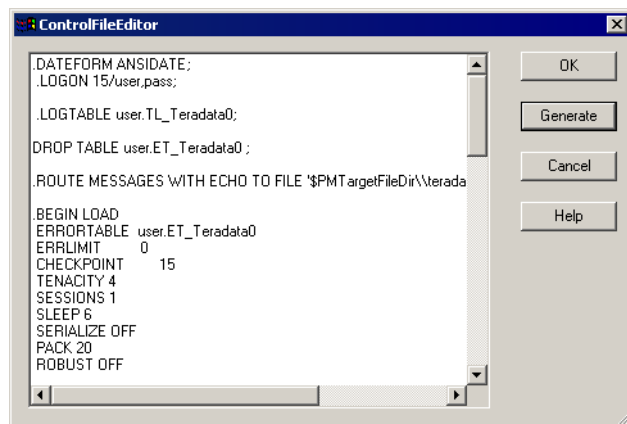 ControlFileEditor
.DATEFORM ANSIDATE;
.LOGON 15/user,pass;
.LOGTABLE user.TL_Teradata0;
DROP TABLE user.ET_Teradata0 ;
.ROUTE MESSAGES WITH ECHO TO FILE '$PMTargetFileDir\\terada
.BEGIN LOAD
ERRORTABLE user.ET_Teradata0
ERRLIMIT 0
CHECKPOINT 15
TENACITY 4
SESSIONS 1
SLEEP 6
SERIALIZE OFF
PACK 20
ROBUST OFF
OK
Generate
Cancel
Help